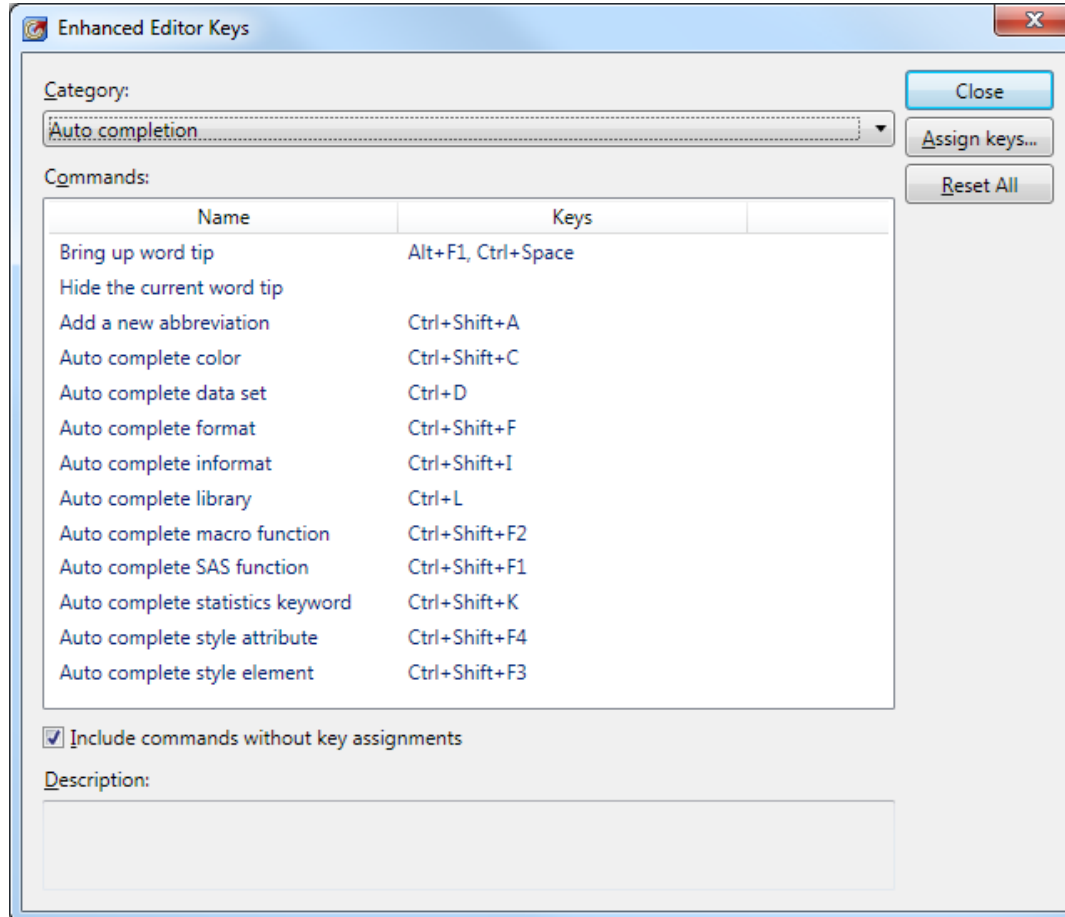 Enhanced Editor Keys
Category:
Close
Auto completion
Assign keys...
Commands:
Reset All
Name Keys
Bring up word tip Alt+F1, Ctrl+Space
Hide the current word tip
Add a new abbreviation Ctrl+Shift+A
Auto complete color Ctrl+Shift+C
Auto complete data set Ctrl+D
Auto complete format Ctrl+Shift+F
Auto complete informat Ctrl+Shift+I
Auto complete library Ctrl+L
Auto complete macro function Ctrl+Shift+F2
Auto complete SAS function Ctrl+Shift+F1
Auto complete statistics keyword Ctrl+Shift+K
Auto complete style attribute Ctrl+Shift+F4
Auto complete style element Ctrl+Shift+F3
Include commands without key assignments
Description: